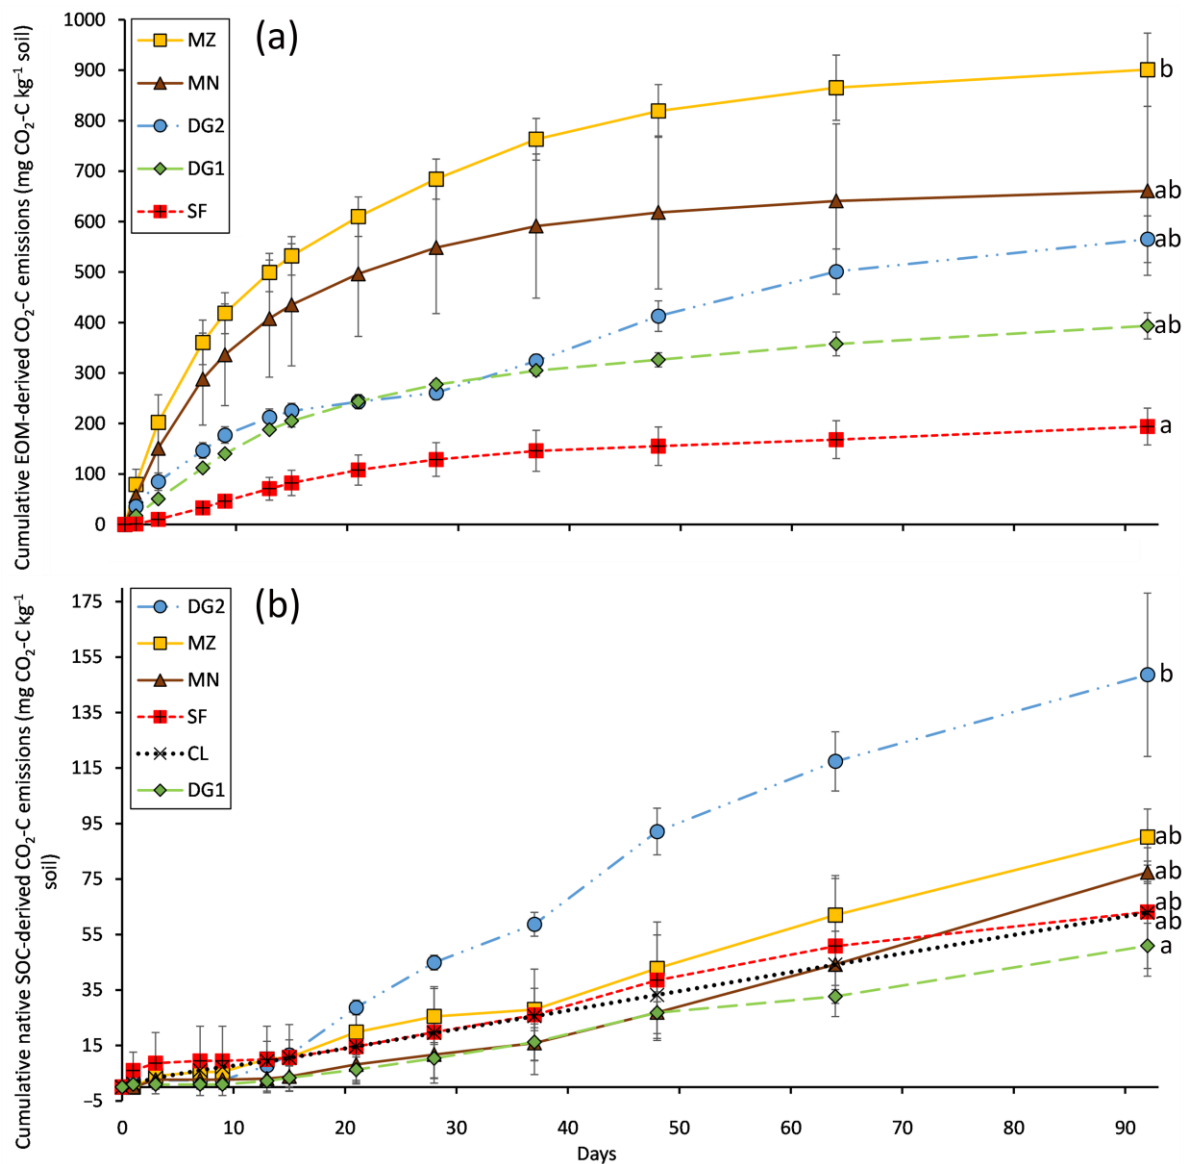 Cumulative EOM-derived CO₂-C emissions (mg CO₂-C kg⁻¹ soil)
1000
900
800
700
600
500
400
300
200
100
0
MZ
MN
DG2
DG1
SF
(a)
b
ab
ab
ab
a
Cumulative native SOC-derived CO₂-C emissions (mg CO₂-C kg⁻¹
soil)
175
155
135
115
95
75
55
35
15
−5
DG2
MZ
MN
SF
CL
DG1
(b)
b
ab
ab
ab
ab
a
0 10 20 30 40 50 60 70 80 90
Days